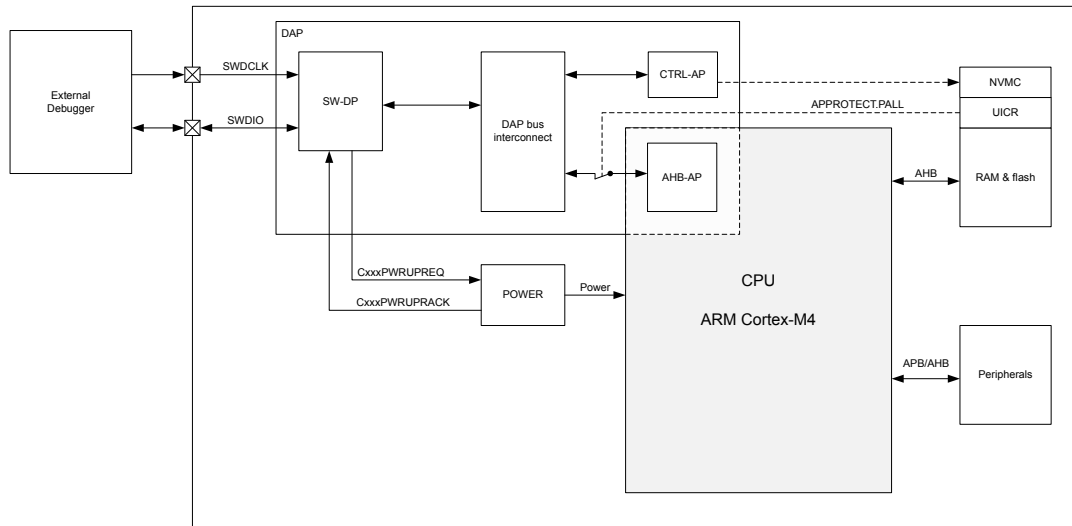 DAP
External
Debugger
SWDCLK
SWDIO
SW-DP
DAP bus
interconnect
CTRL-AP
NVMC
UICR
APPROTECT.PALL
AHB-AP
AHB
RAM & flash
CxxxPWRUPREQ
CxxxPWRUPRACK
POWER
Power
CPU
ARM Cortex-M4
APB/AHB
Peripherals